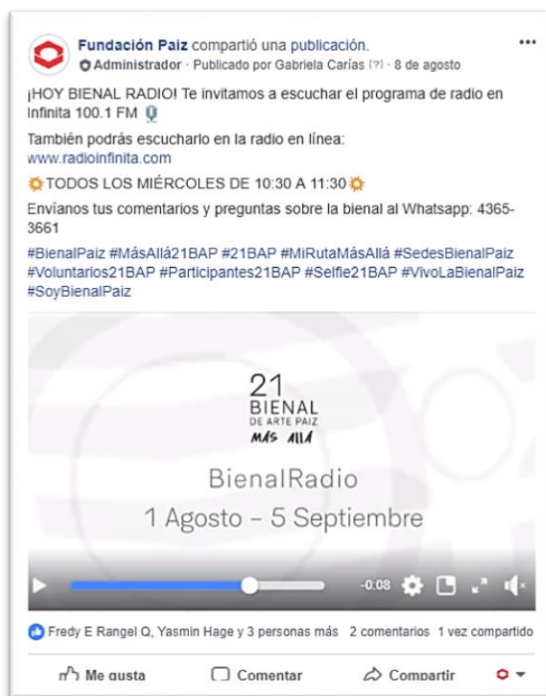 Fundación Paiz compartió una publicación.
Administrador · Publicado por Gabriela Carías [?] · 8 de agosto
¡HOY BIENAL RADIO! Te invitamos a escuchar el programa de radio en
Infinita 100.1 FM
También podrás escucharlo en la radio en línea:
www.radioinfinita.com
TODOS LOS MIÉRCOLES DE 10:30 A 11:30
Envíanos tus comentarios y preguntas sobre la bienal al Whatsapp: 4365-
3661
#BienalPaiz #MásAllá21BAP #21BAP #MiRutaMásAllá #SedesBienalPaiz
#Voluntarios21BAP #Participantes21BAP #Selfie21BAP #VivoLaBienalPaiz
#SoyBienalPaiz
21
BIENAL
DE ARTE PAIZ
MÁS ALLÁ
BienalRadio
1 Agosto – 5 Septiembre
-0:08
Fredy E Rangel Q, Yasmin Hage y 3 personas más 2 comentarios 1 vez compartido
Me gusta Comentar Compartir